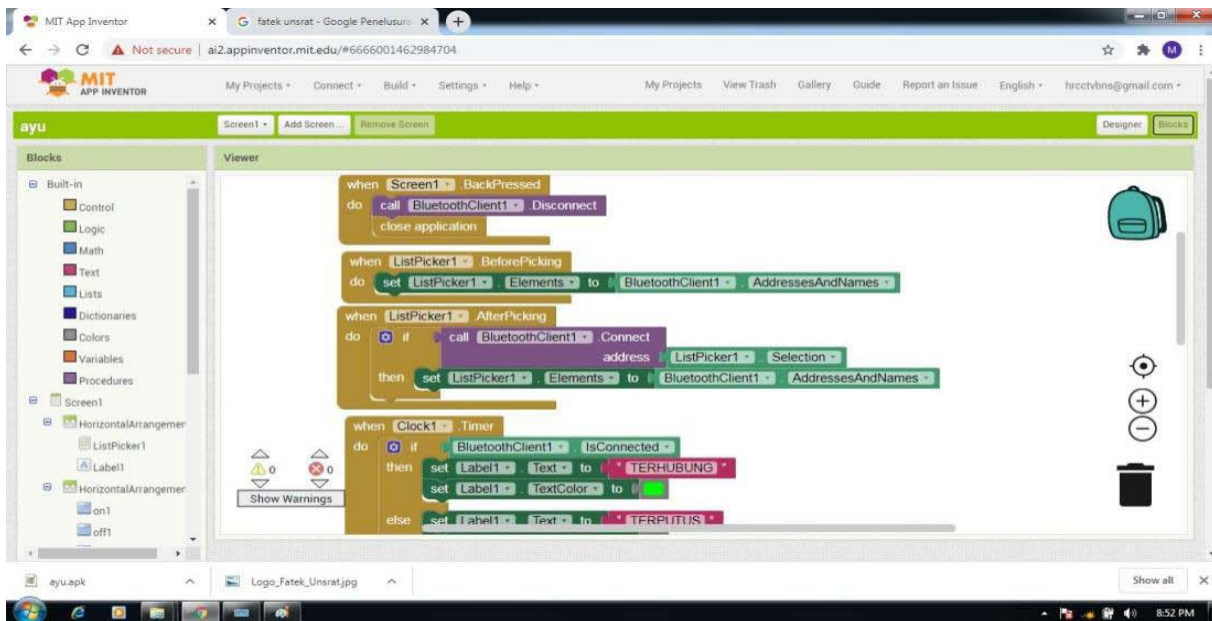 MIT App Inventor
fatek unsrat - Google Penelusura
Not secure ai2.appinventor.mit.edu/#6666001462984704
M
MIT
APP INVENTOR
My Projects Connect Build Settings Help My Projects View Trash Gallery Guide Report an Issue English hrcctvbns@gmail.com
ayu Screen1 Add Screen ... Remove Screen Designer Blocks
Blocks Viewer
Built-in
Control
Logic
Math
Text
Lists
Dictionaries
Colors
Variables
Procedures
Screen1
HorizontalArrangemer
ListPicker1
Label1
HorizontalArrangemer
on1
off1
when Screen1 .BackPressed
do call BluetoothClient1 .Disconnect
close application
when ListPicker1 .BeforePicking
do set ListPicker1 . Elements to BluetoothClient1 . AddressesAndNames
when ListPicker1 .AfterPicking
do if call BluetoothClient1 .Connect
address ListPicker1 . Selection
then set ListPicker1 . Elements to BluetoothClient1 . AddressesAndNames
when Clock1 .Timer
do if BluetoothClient1 . IsConnected
then set Label1 . Text to " TERHUBUNG "
set Label1 . TextColor to
else set Label1 . Text to " TERPUTUS "
0 0
Show Warnings
ayu.apk Logo_Fatek_Unsrat.jpg Show all
8:52 PM